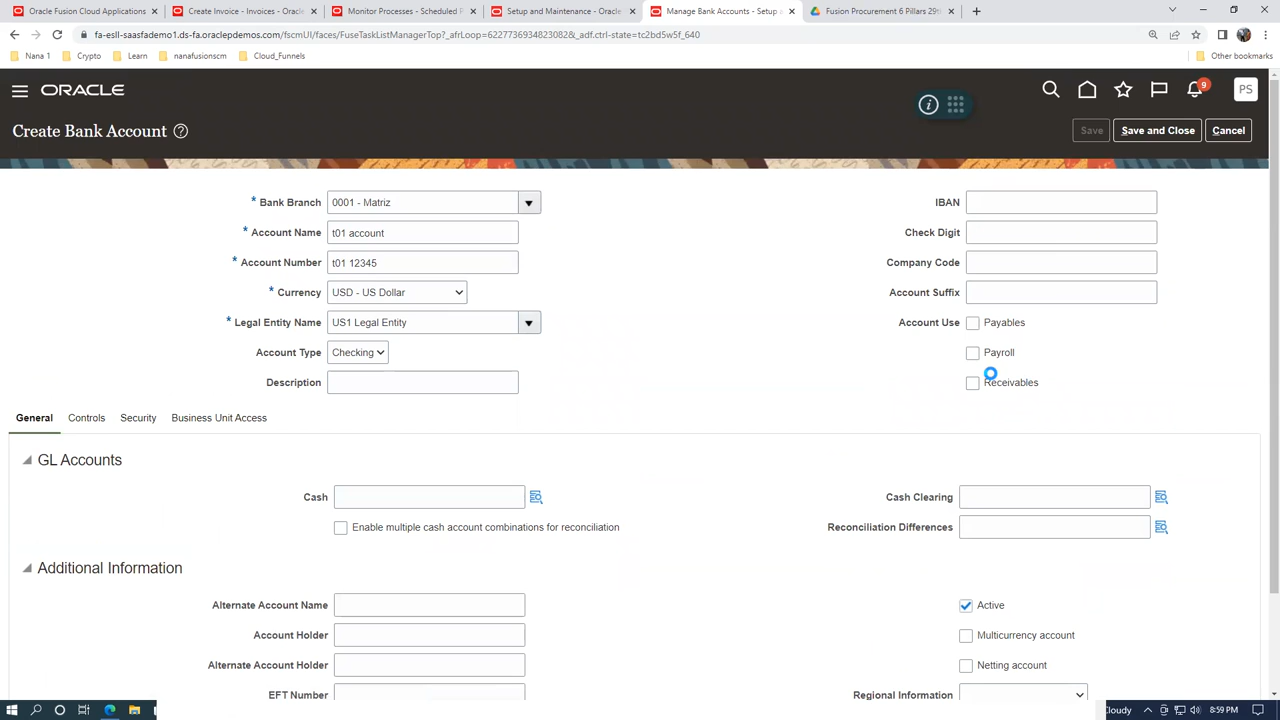 Oracle Fusion Cloud Applications
Create Invoice - Invoices - Oracle
Monitor Processes - Scheduled P
Setup and Maintenance - Oracle
Manage Bank Accounts - Setup
Fusion Procurement 6 Pillars 29t
fa-esll-saasfademo1.ds-fa.oraclepdemos.com/fscmUI/faces/FuseTaskListManagerTop?_afrLoop=62277369348230828_adf.ctrl-state=tc2bd5w5f_640
Nana 1
Crypto
Learn
nanafusionscm
Cloud_Funnels
Other bookmarks
ORACLE
9
PS
Create Bank Account
Save
Save and Close
Cancel
* Bank Branch 0001 - Matriz
* Account Name t01 account
* Account Number t01 12345
* Currency USD - US Dollar
* Legal Entity Name US1 Legal Entity
Account Type Checking
Description
IBAN
Check Digit
Company Code
Account Suffix
Account Use Payables
Payroll
Receivables
General Controls Security Business Unit Access
GL Accounts
Cash
Enable multiple cash account combinations for reconciliation
Cash Clearing
Reconciliation Differences
Additional Information
Alternate Account Name
Account Holder
Alternate Account Holder
EFT Number
Active
Multicurrency account
Netting account
Regional Information
Cloudy
8:59 PM